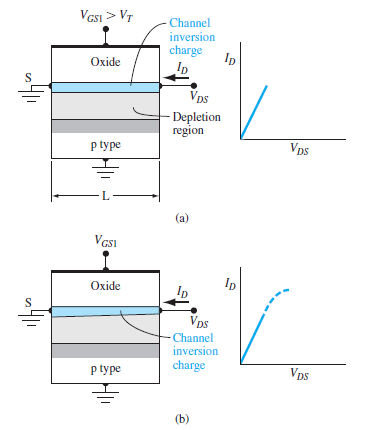 V_GS1 > V_T
Channel
inversion
charge
Oxide
I_D
I_D
S
V_DS
Depletion
region
p type
V_DS
L
(a)
V_GS1
Oxide
I_D
I_D
S
V_DS
Channel
inversion
charge
p type
V_DS
(b)